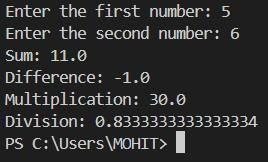 Enter the first number: 5
Enter the second number: 6
Sum: 11.0
Difference: -1.0
Multiplication: 30.0
Division: 0.8333333333333334
PS C:\Users\MOHIT>